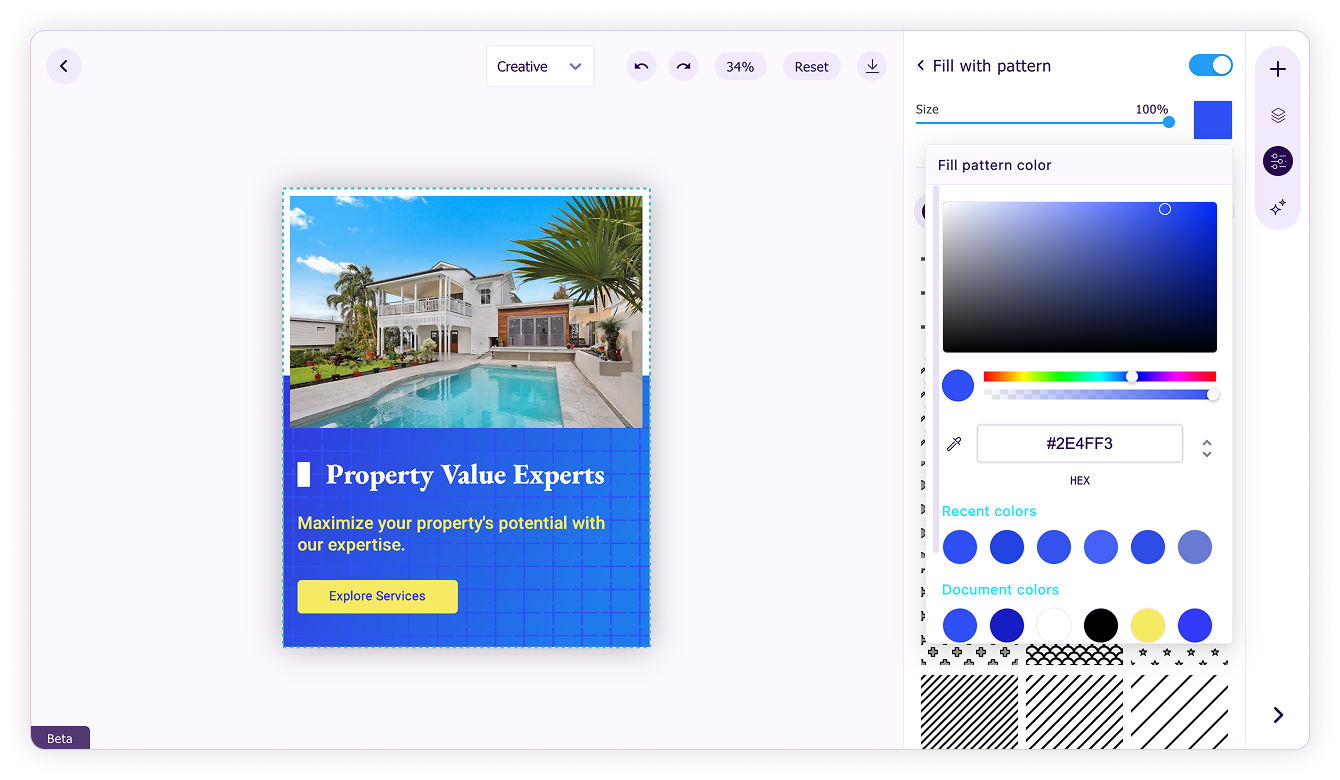 Creative
34%
Reset
Fill with pattern
Size
100%
Fill pattern color
#2E4FF3
HEX
Recent colors
Document colors
Property Value Experts
Maximize your property's potential with
our expertise.
Explore Services
Beta